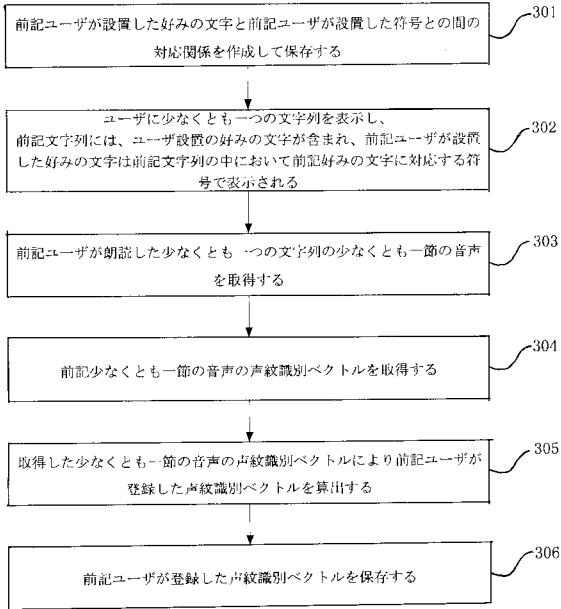 前記ユーザが設置した好みの文字と前記ユーザが設置した符号との間の
対応関係を作成して保存する
301
ユーザに少なくとも一つの文字列を表示し、
前記文字列には、ユーザ設置の好みの文字が含まれ、前記ユーザが設置
した好みの文字は前記文字列の中において前記好みの文字に対応する符
号で表示される
302
前記ユーザが朗読した少なくとも一つの文字列の少なくとも一節の音声
を取得する
303
前記少なくとも一節の音声の声紋識別ベクトルを取得する
304
取得した少なくとも一節の音声の声紋識別ベクトルにより前記ユーザが
登録した声紋識別ベクトルを算出する
305
前記ユーザが登録した声紋識別ベクトルを保存する
306